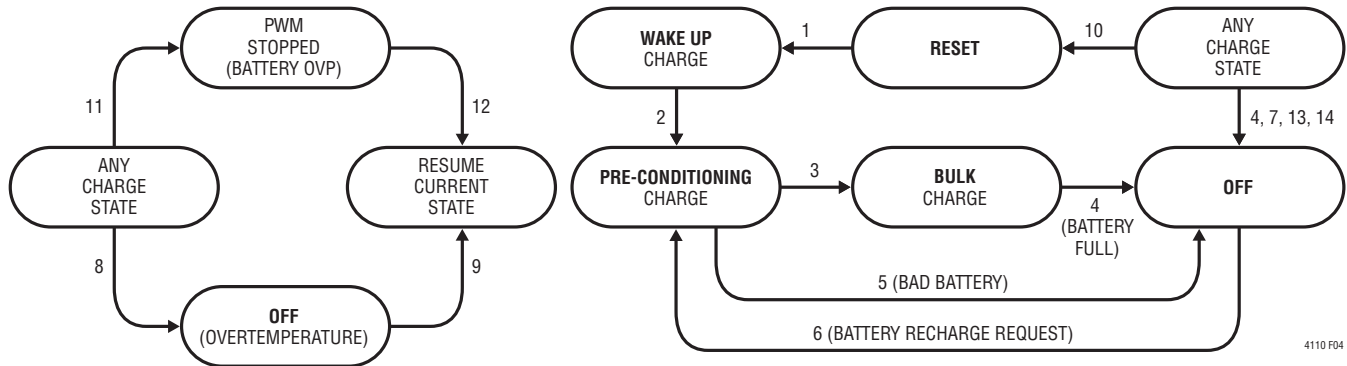 PWM
STOPPED
(BATTERY OVP)
11
12
ANY
CHARGE
STATE
RESUME
CURRENT
STATE
8
9
OFF
(OVERTEMPERATURE)
WAKE UP
CHARGE
1
RESET
10
ANY
CHARGE
STATE
2
4, 7, 13, 14
PRE-CONDITIONING
CHARGE
3
BULK
CHARGE
4
(BATTERY
FULL)
OFF
5 (BAD BATTERY)
6 (BATTERY RECHARGE REQUEST)
4110 F04